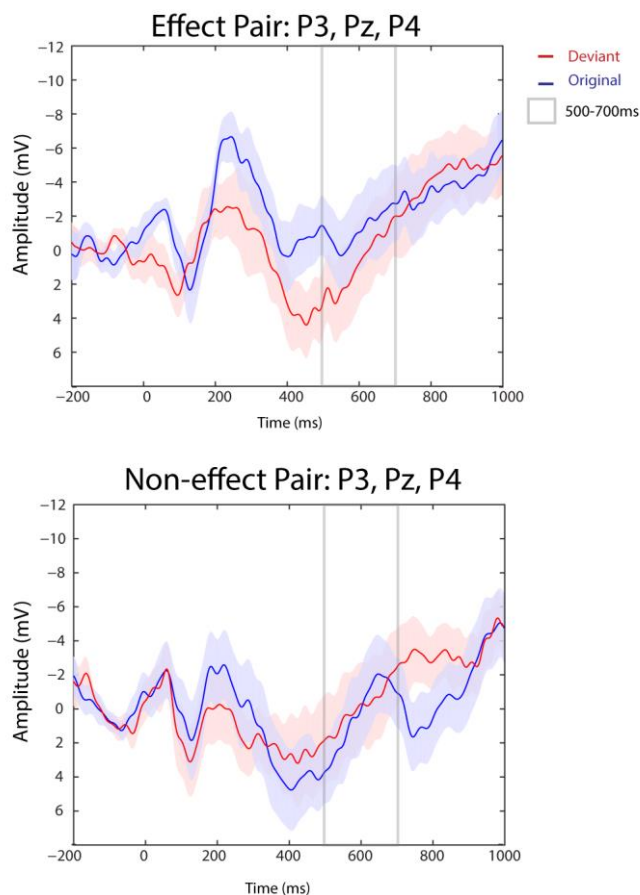 Effect Pair: P3, Pz, P4
−12
−10
−8
−6
−4
−2
0
2
4
6
Amplitude (mV)
−200 0 200 400 600 800 1000
Time (ms)
Deviant
Original
500-700ms
Non-effect Pair: P3, Pz, P4
−12
−10
−8
−6
−4
−2
0
2
4
6
Amplitude (mV)
−200 0 200 400 600 800 1000
Time (ms)